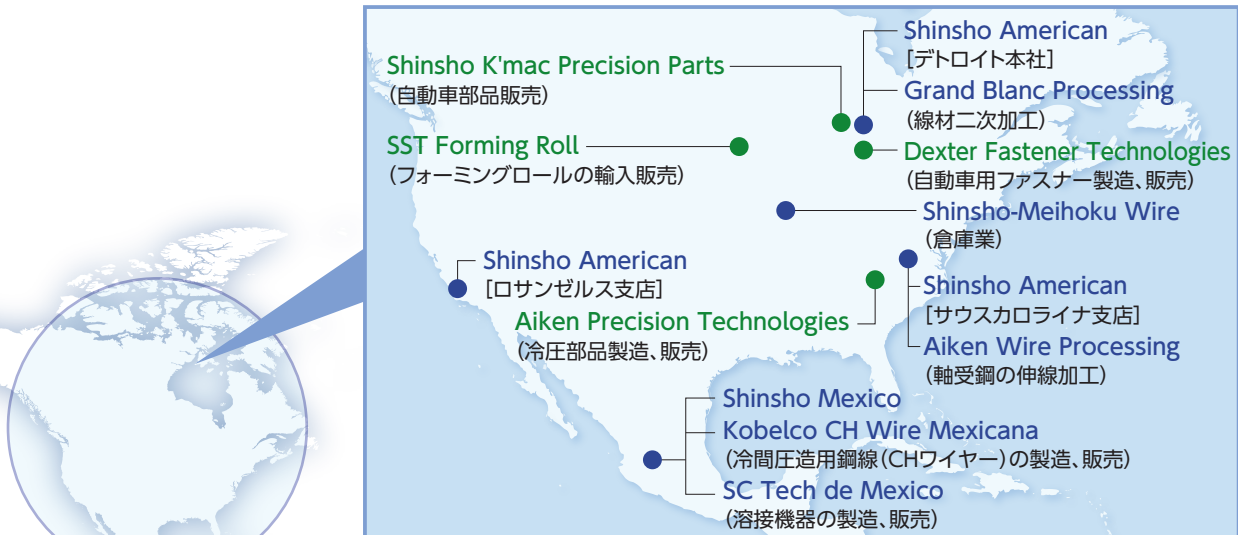 Shinsho American
[デトロイト本社]
Shinsho K'mac Precision Parts
(自動車部品販売)
Grand Blanc Processing
(線材二次加工)
SST Forming Roll
(フォーミングロールの輸入販売)
Dexter Fastener Technologies
(自動車用ファスナー製造、販売)
Shinsho-Meihoku Wire
(倉庫業)
Shinsho American
[ロサンゼルス支店]
Shinsho American
[サウスカロライナ支店]
Aiken Precision Technologies
(冷圧部品製造、販売)
Aiken Wire Processing
(軸受鋼の伸線加工)
Shinsho Mexico
Kobelco CH Wire Mexicana
(冷間圧造用鋼線(CHワイヤー)の製造、販売)
SC Tech de Mexico
(溶接機器の製造、販売)